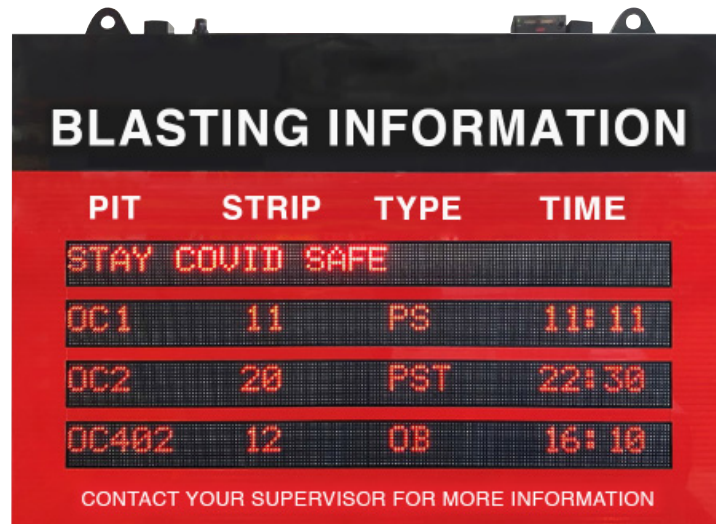 BLASTING INFORMATION
PIT STRIP TYPE TIME
STAY COVID SAFE
OC1 11 PS 11:11
OC2 20 PST 22:30
OC402 12 OB 16:10
CONTACT YOUR SUPERVISOR FOR MORE INFORMATION